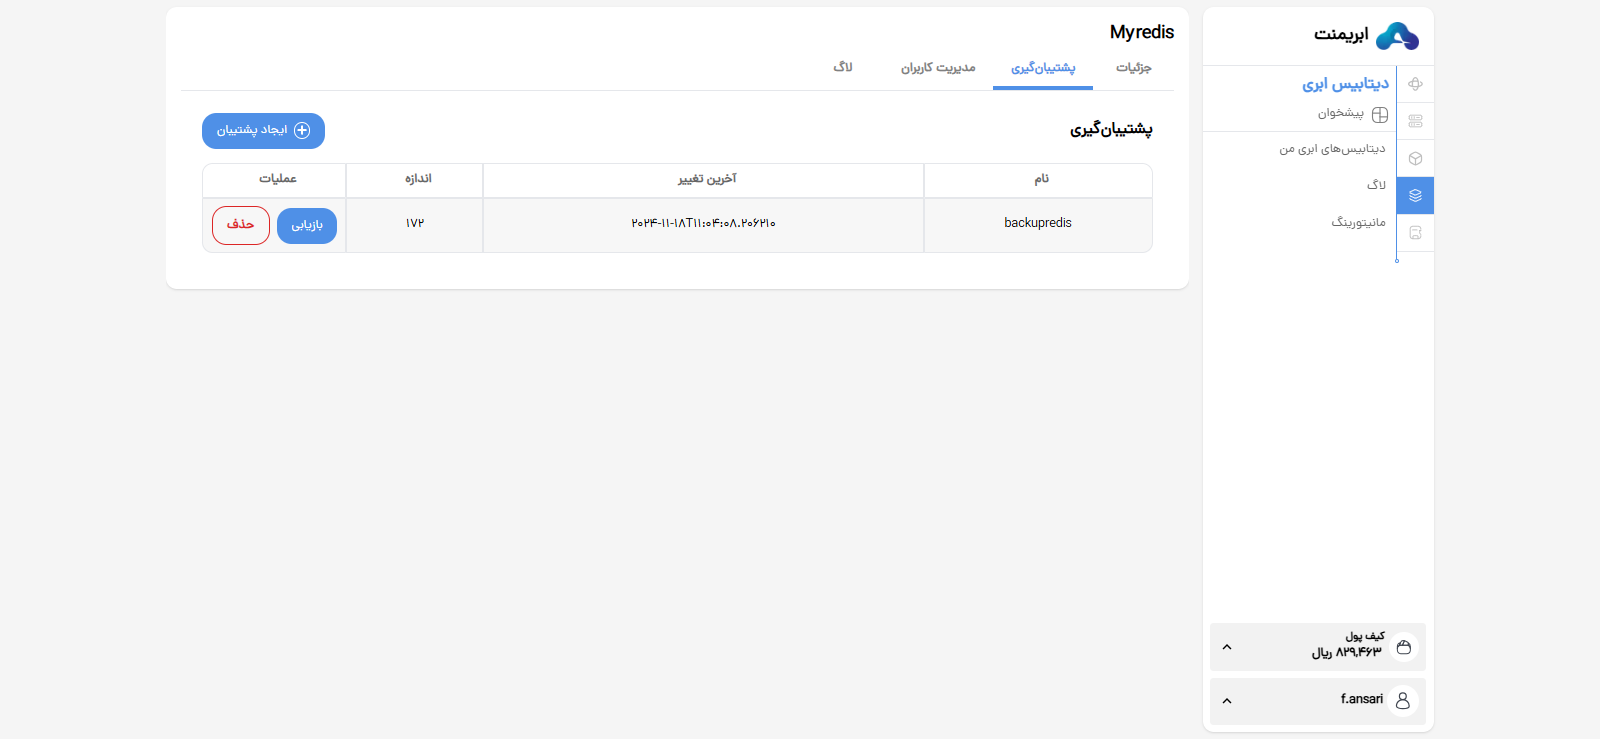 ابریمنت
دیتابیس ابری
پیشخوان
دیتابیس‌های ابری من
لاگ
مانیتورینگ
کیف پول
۸۲۹,۴۶۳ ریال
f.ansari
Myredis
جزئیات
پشتیبان‌گیری
مدیریت کاربران
لاگ
پشتیبان‌گیری
ایجاد پشتیبان
نام آخرین تغییر اندازه عملیات
backupredis ۲۰۲۴-۱۱-۱۸T۱۱:۰۴:۰۸.۲۰۶۲۱۰ ۱۷۲ بازیابی حذف